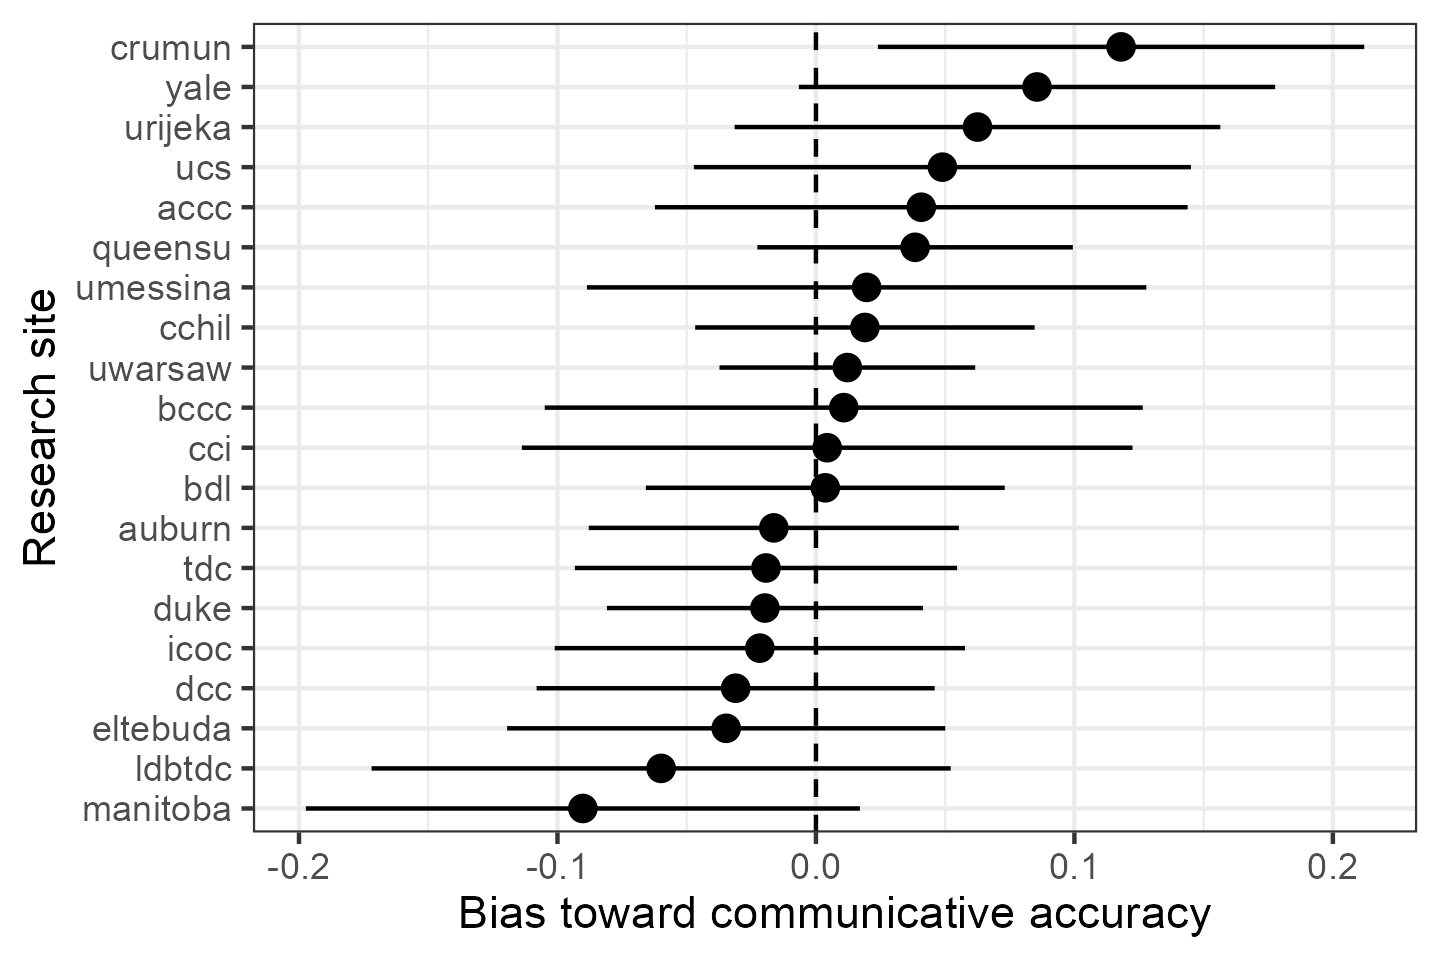 crumun
yale
urijeka
ucs
accc
queensu
umessina
cchil
uwarsaw
bccc
cci
bdl
auburn
tdc
duke
icoc
dcc
eltebuda
ldbtdc
manitoba
Research site
-0.2 -0.1 0.0 0.1 0.2
Bias toward communicative accuracy